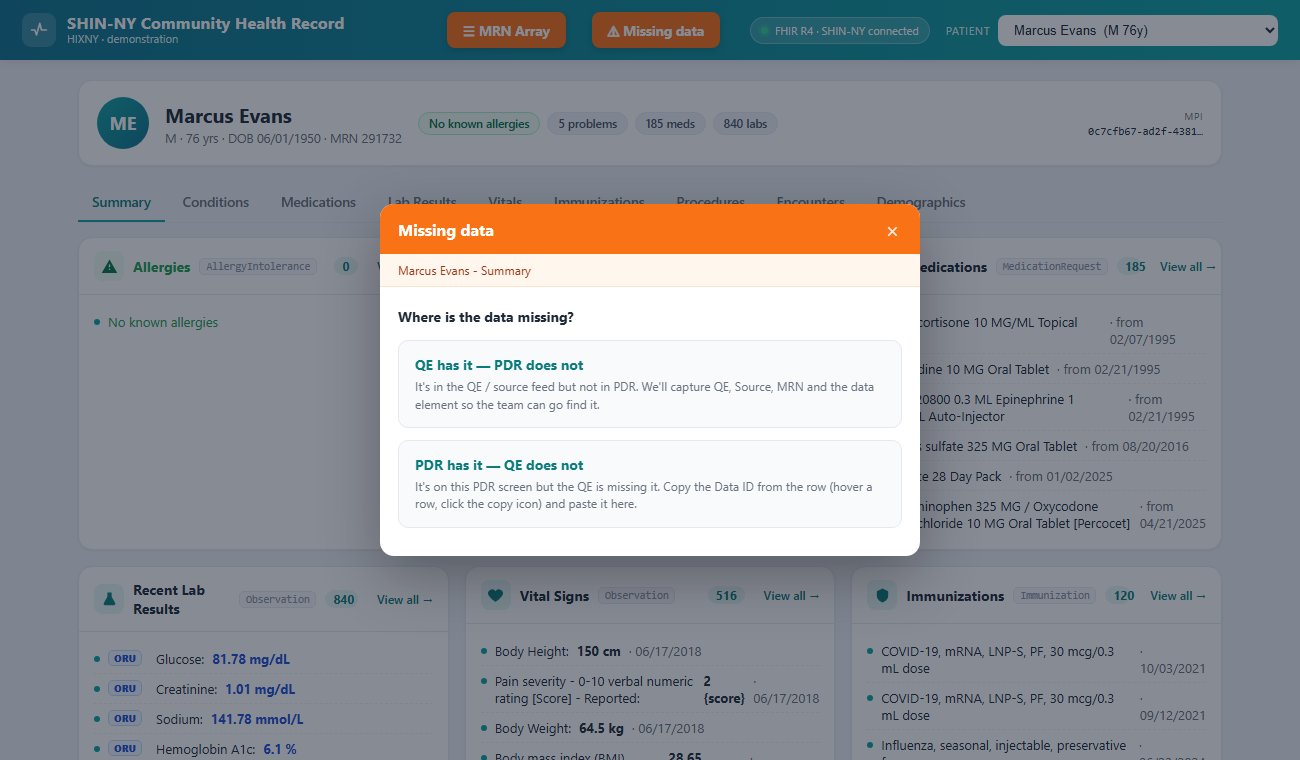 SHIN-NY Community Health Record
HIXNY · demonstration
☰ MRN Array
⚠ Missing data
FHIR R4 · SHIN-NY connected
PATIENT
Marcus Evans (M 76y)
ME
Marcus Evans
M · 76 yrs · DOB 06/01/1950 · MRN 291732
No known allergies
5 problems
185 meds
840 labs
MPI
0c7cfb67-ad2f-4381…
Summary
Conditions
Medications
Lab Results
Vitals
Immunizations
Procedures
Encounters
Demographics
Allergies
AllergyIntolerance
0
No known allergies
Missing data
×
Marcus Evans - Summary
Where is the data missing?
QE has it — PDR does not
It's in the QE / source feed but not in PDR. We'll capture QE, Source, MRN and the data
element so the team can go find it.
PDR has it — QE does not
It's on this PDR screen but the QE is missing it. Copy the Data ID from the row (hover a
row, click the copy icon) and paste it here.
edications
MedicationRequest
185
View all →
cortisone 10 MG/ML Topical
· from
02/07/1995
dine 10 MG Oral Tablet · from 02/21/1995
0800 0.3 ML Epinephrine 1
· from
L Auto-Injector
02/21/1995
s sulfate 325 MG Oral Tablet · from 08/20/2016
e 28 Day Pack · from 01/02/2025
ninophen 325 MG / Oxycodone
· from
chloride 10 MG Oral Tablet [Percocet]
04/21/2025
Recent Lab
Results
Observation
840
View all →
ORU Glucose: 81.78 mg/dL
ORU Creatinine: 1.01 mg/dL
ORU Sodium: 141.78 mmol/L
ORU Hemoglobin A1c: 6.1 %
Vital Signs
Observation
516
View all →
Body Height: 150 cm · 06/17/2018
Pain severity - 0-10 verbal numeric
2
·
rating [Score] - Reported:
{score}
06/17/2018
Body Weight: 64.5 kg · 06/17/2018
Body mass index (BMI)
28.65
Immunizations
Immunization
120
View all →
COVID-19, mRNA, LNP-S, PF, 30 mcg/0.3
·
mL dose
10/03/2021
COVID-19, mRNA, LNP-S, PF, 30 mcg/0.3
·
mL dose
09/12/2021
Influenza, seasonal, injectable, preservative
·